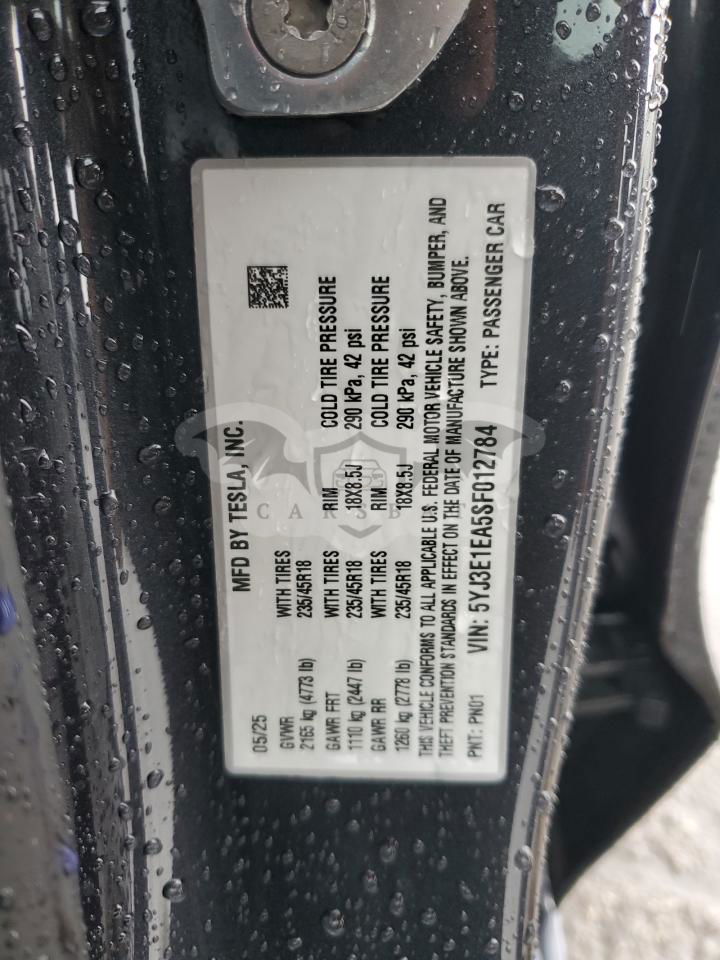 MFD BY TESLA, INC.
05/25
GVWR WITH TIRES RIM COLD TIRE PRESSURE
2165 kg (4773 lb) 235/45R18 18X8.5J 290 kPa, 42 psi
GAWR FRT WITH TIRES RIM COLD TIRE PRESSURE
1110 kg (2447 lb) 235/45R18 18X8.5J 290 kPa, 42 psi
GAWR RR
1260 kg (2778 lb) 235/45R18
THIS VEHICLE CONFORMS TO ALL APPLICABLE U.S. FEDERAL MOTOR VEHICLE SAFETY, BUMPER, AND
THEFT PREVENTION STANDARDS IN EFFECT ON THE DATE OF MANUFACTURE SHOWN ABOVE.
PNT: PN01 VIN: 5YJ3E1EA5SF012784 TYPE: PASSENGER CAR